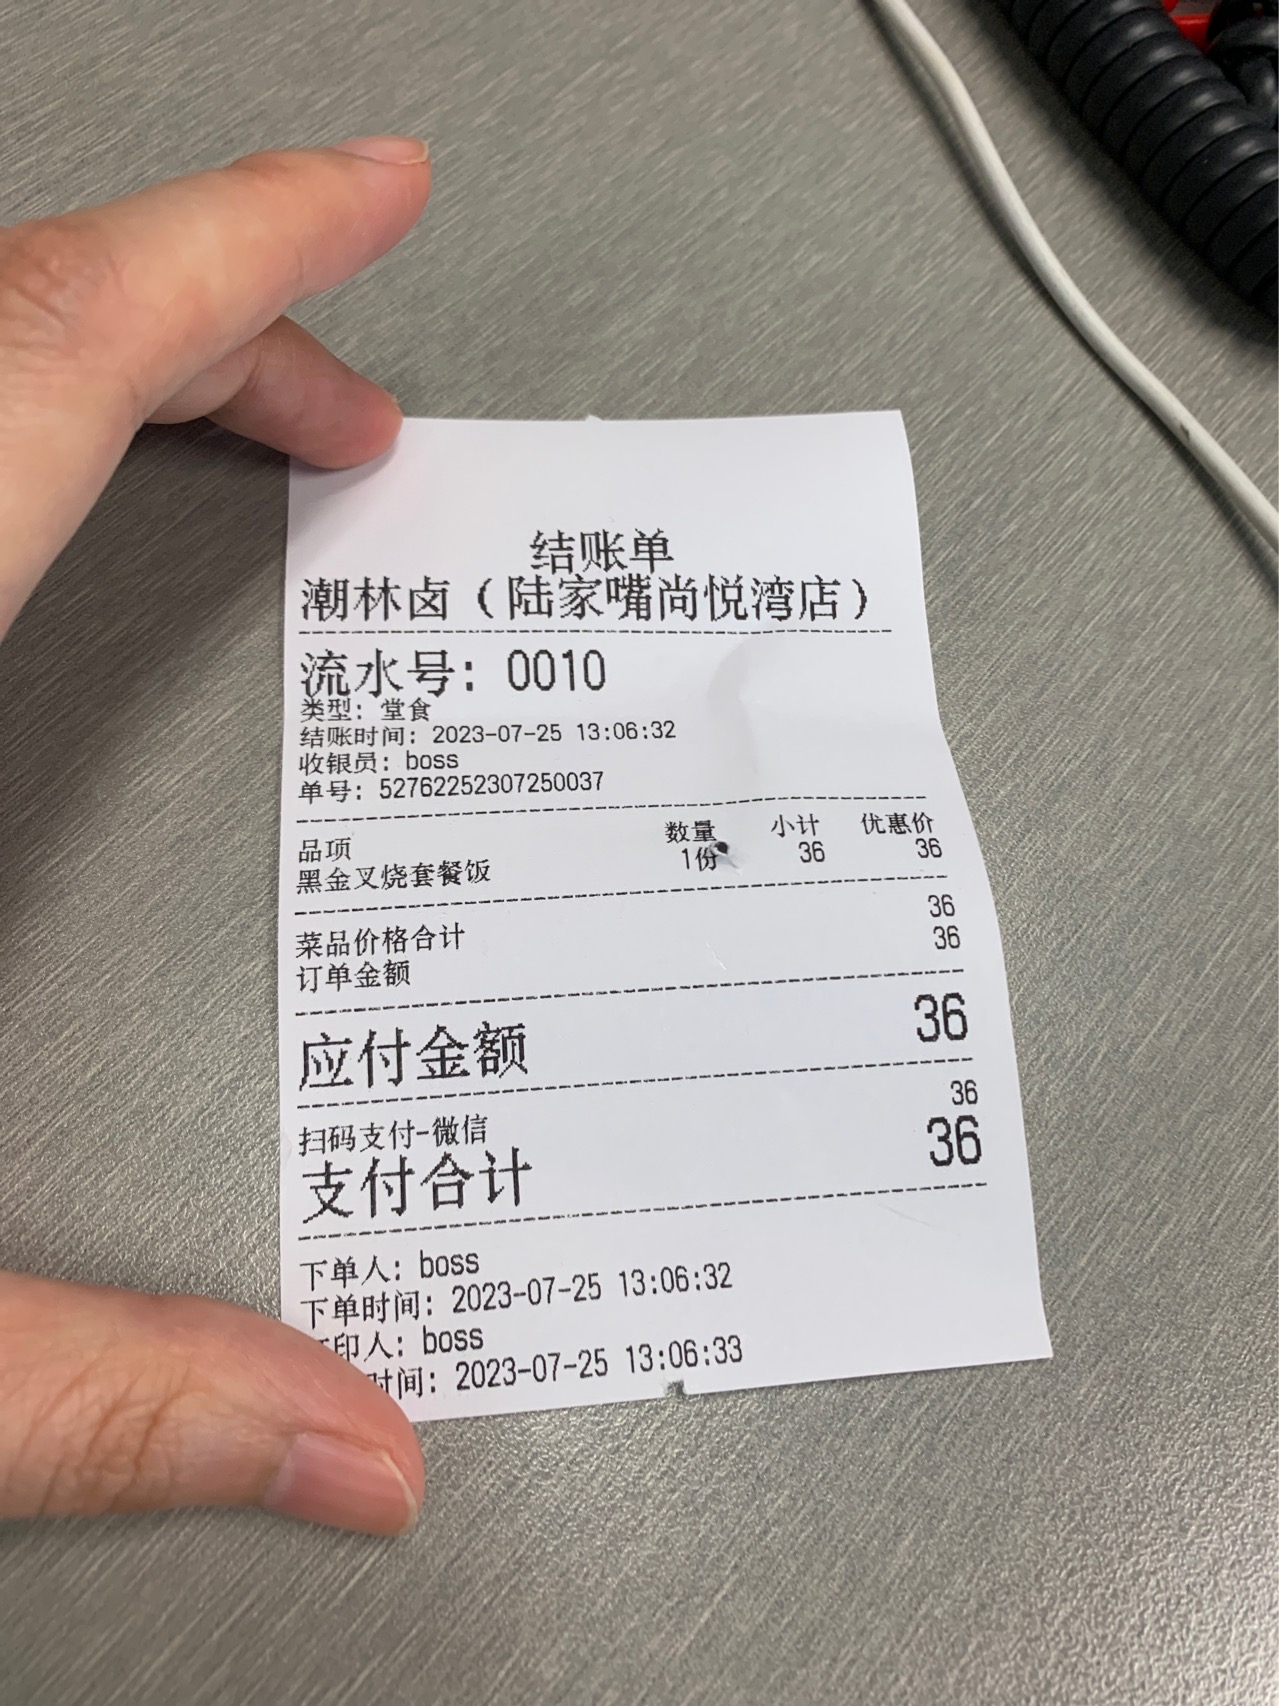 结账单
潮林卤（陆家嘴尚悦湾店）
流水号: 0010
类型: 堂食
结账时间: 2023-07-25 13:06:32
收银员: boss
单号: 527622252307250037
品项 数量 小计 优惠价
黑金叉烧套餐饭 1份 36 36
菜品价格合计 36
订单金额 36
应付金额 36
扫码支付-微信 36
支付合计 36
下单人: boss
下单时间: 2023-07-25 13:06:32
印人: boss
时间: 2023-07-25 13:06:33